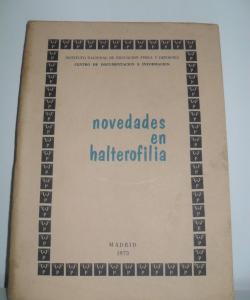 INSTITUTO NACIONAL DE EDUCACION FISICA Y DEPORTES
CENTRO DE DOCUMENTACION E INFORMACION
novedades
en
halterofilia
MADRID
1973